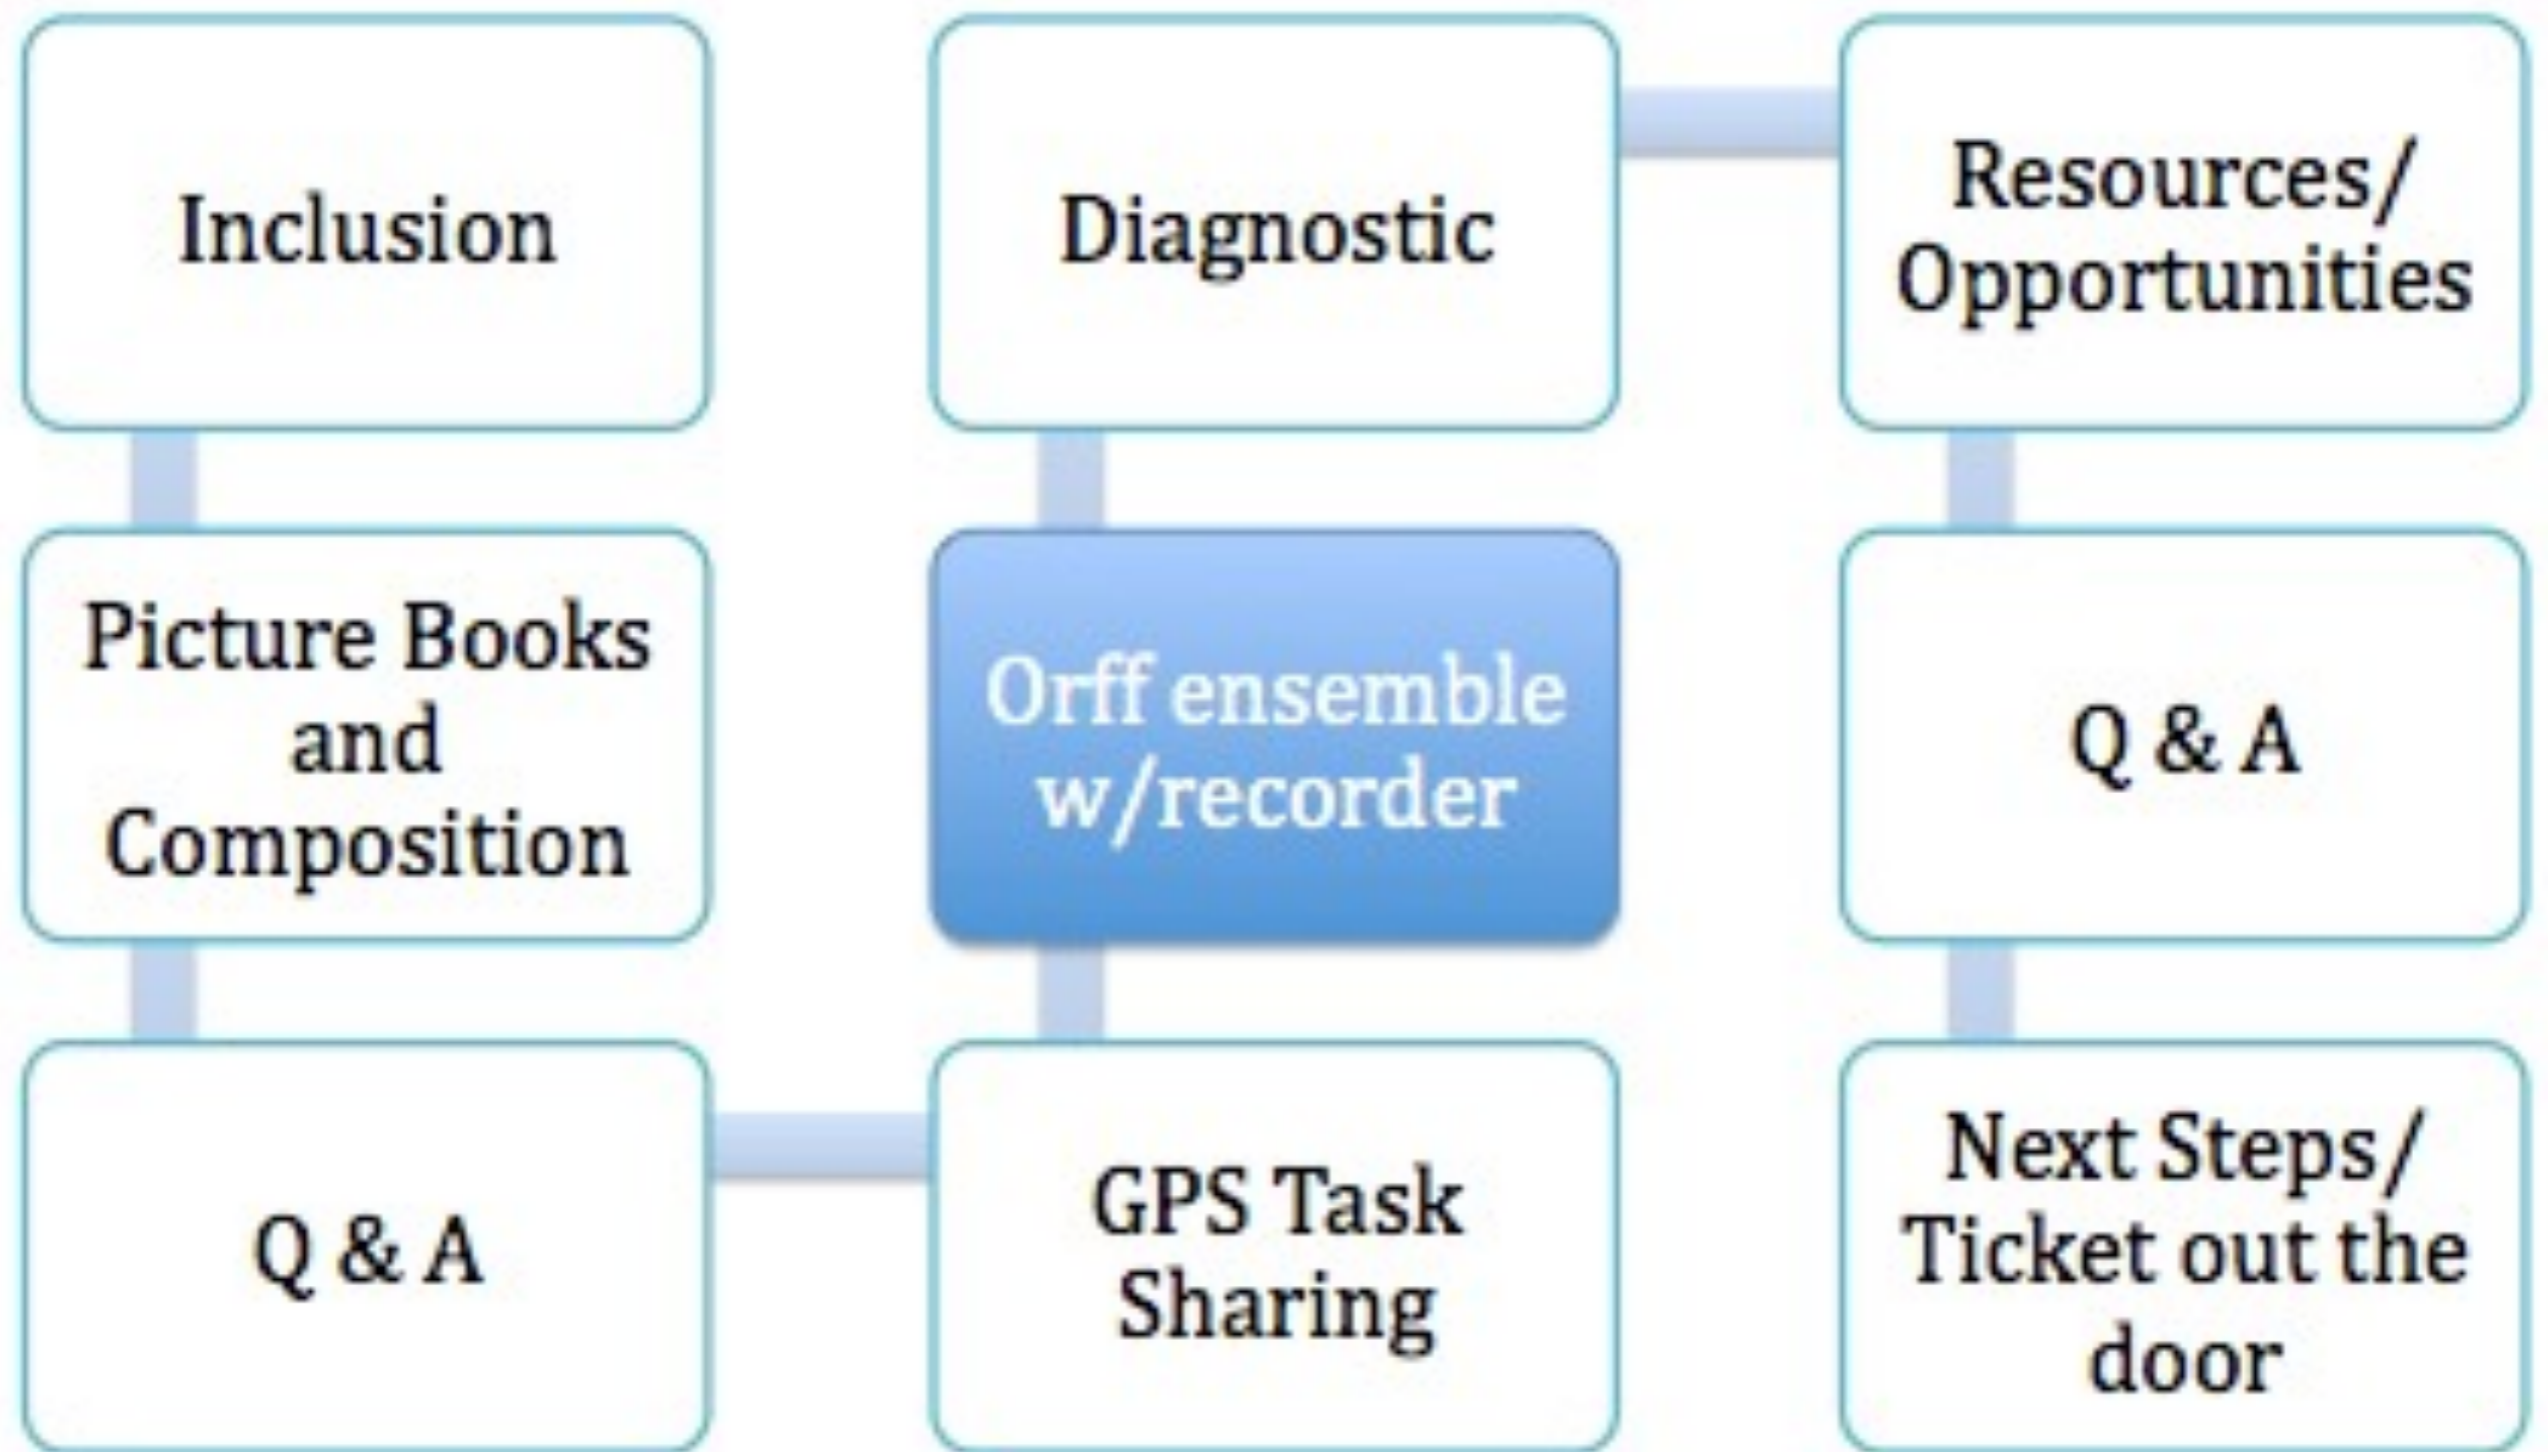 Inclusion
Picture Books
and
Composition
Q & A
GPS Task
Sharing
Orff ensemble
w/recorder
Diagnostic
Resources/
Opportunities
Q & A
Next Steps/
Ticket out the
door